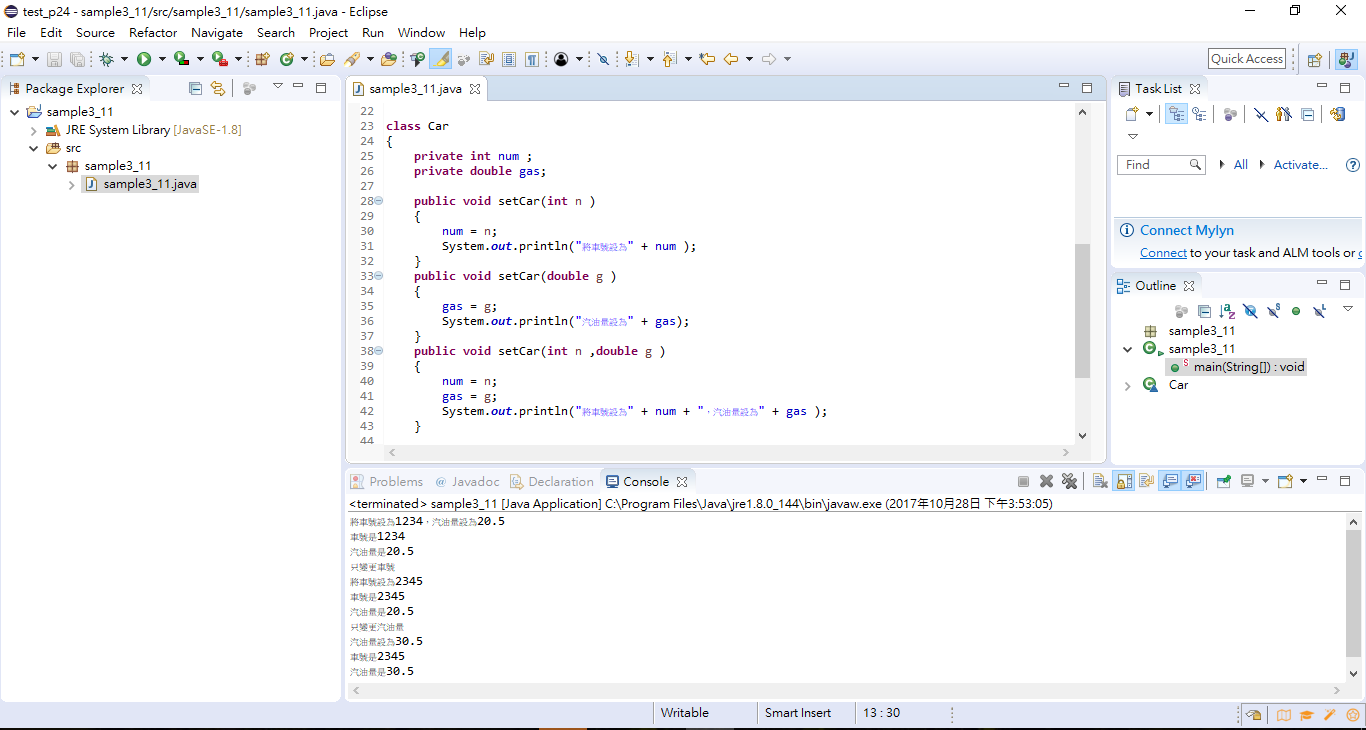 test_p24 - sample3_11/src/sample3_11/sample3_11.java - Eclipse
File Edit Source Refactor Navigate Search Project Run Window Help
Quick Access
Package Explorer
sample3_11
JRE System Library [JavaSE-1.8]
src
sample3_11
sample3_11.java
sample3_11.java
22
23 class Car
24 {
25 private int num ;
26 private double gas;
27
28 public void setCar(int n )
29 {
30 num = n;
31 System.out.println("將車號設為" + num );
32 }
33 public void setCar(double g )
34 {
35 gas = g;
36 System.out.println("汽油量設為" + gas);
37 }
38 public void setCar(int n ,double g )
39 {
40 num = n;
41 gas = g;
42 System.out.println("將車號設為" + num + "，汽油量設為" + gas );
43 }
44
Task List
Find
All
Activate...
Connect Mylyn
Connect to your task and ALM tools or
Outline
sample3_11
sample3_11
main(String[]) : void
Car
Problems @ Javadoc Declaration Console
<terminated> sample3_11 [Java Application] C:\Program Files\Java\jre1.8.0_144\bin\javaw.exe (2017年10月28日 下午3:53:05)
將車號設為1234，汽油量設為20.5
車號是1234
汽油量是20.5
只變更車號
將車號設為2345
車號是2345
汽油量是20.5
只變更汽油量
汽油量設為30.5
車號是2345
汽油量是30.5
Writable Smart Insert 13 : 30